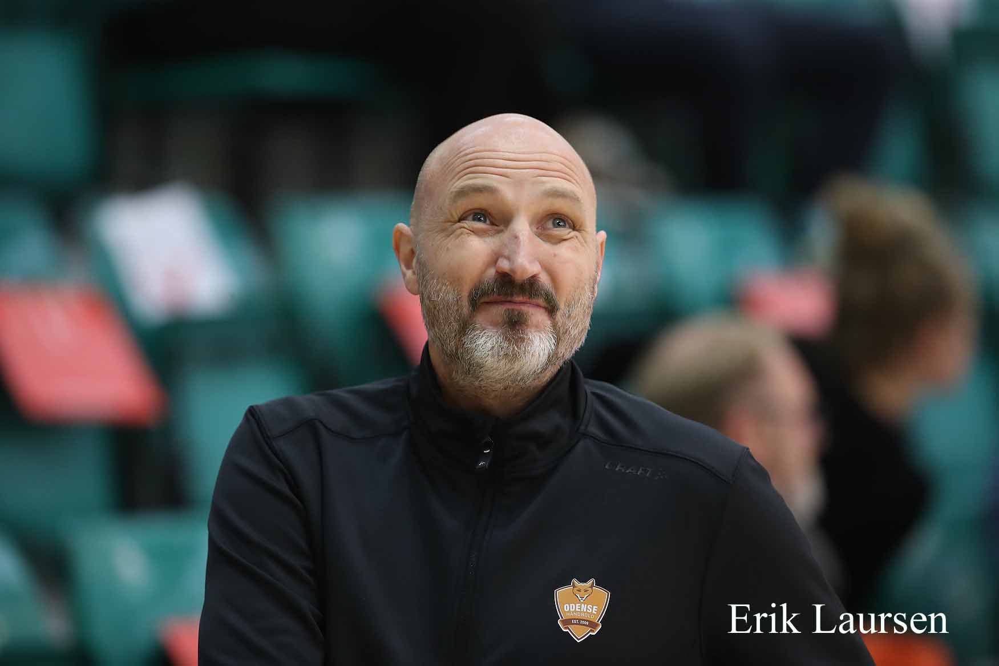 CRAFT
ODENSE
HÅNDBOLD
EST. 2009
Erik Laursen